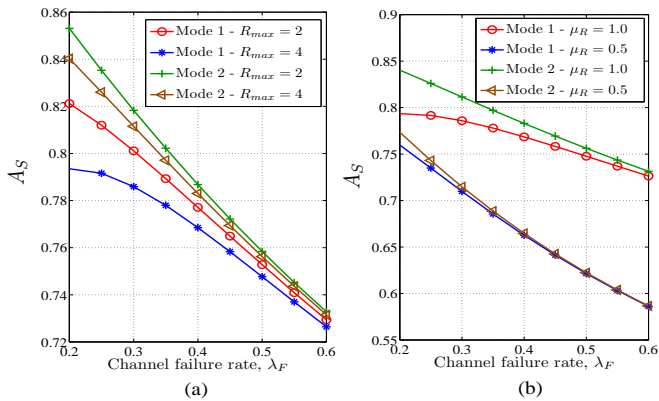 0.86
0.84
0.82
0.8
0.78
0.76
0.74
0.72
A_S
Mode 1 - R_max = 2
Mode 1 - R_max = 4
Mode 2 - R_max = 2
Mode 2 - R_max = 4
0.2 0.3 0.4 0.5 0.6
Channel failure rate, λ_F
(a)
0.9
0.85
0.8
0.75
0.7
0.65
0.6
0.55
A_S
Mode 1 - μ_R = 1.0
Mode 1 - μ_R = 0.5
Mode 2 - μ_R = 1.0
Mode 2 - μ_R = 0.5
0.2 0.3 0.4 0.5 0.6
Channel failure rate, λ_F
(b)